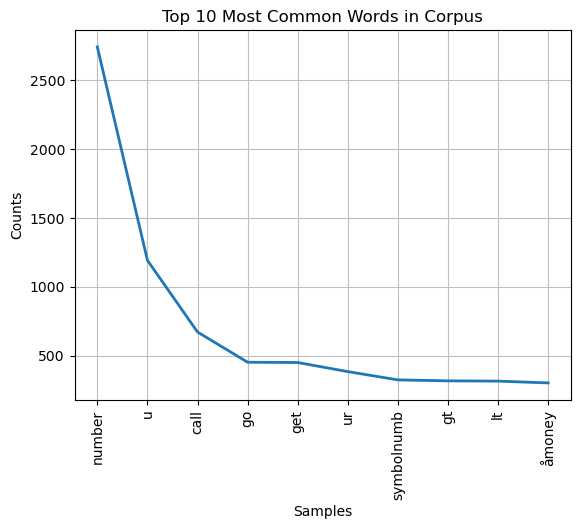 Top 10 Most Common Words in Corpus
Counts
2500
2000
1500
1000
500
number
u
call
go
get
ur
symbolnumb
gt
lt
åmoney
Samples